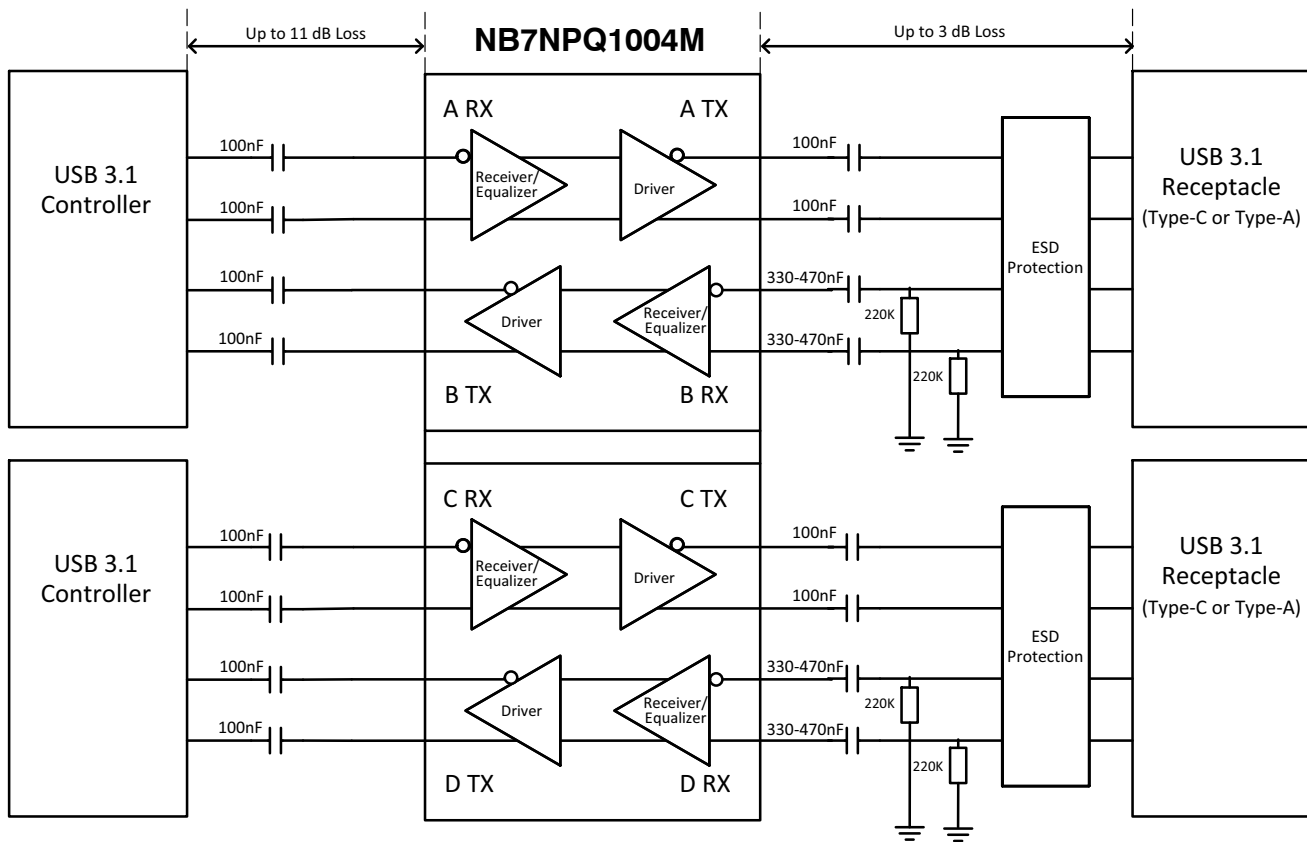 Up to 11 dB Loss
NB7NPQ1004M
Up to 3 dB Loss
USB 3.1
Controller
100nF
100nF
100nF
100nF
A RX
A TX
Receiver/
Equalizer
Driver
Driver
Receiver/
Equalizer
B TX
B RX
100nF
100nF
330-470nF
330-470nF
220K
220K
ESD
Protection
USB 3.1
Receptacle
(Type-C or Type-A)
USB 3.1
Controller
100nF
100nF
100nF
100nF
C RX
C TX
Receiver/
Equalizer
Driver
Driver
Receiver/
Equalizer
D TX
D RX
100nF
100nF
330-470nF
330-470nF
220K
220K
ESD
Protection
USB 3.1
Receptacle
(Type-C or Type-A)